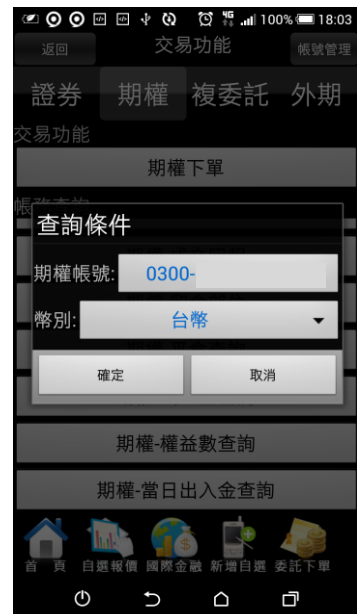 4G 100% 18:03
返回 交易功能 帳號管理
證券 期權 複委託 外期
交易功能
期權下單
查詢條件
期權帳號: 0300-
幣別: 台幣
確定 取消
期權-權益數查詢
期權-當日出入金查詢
首 頁 自選報價 國際金融 新增自選 委託下單